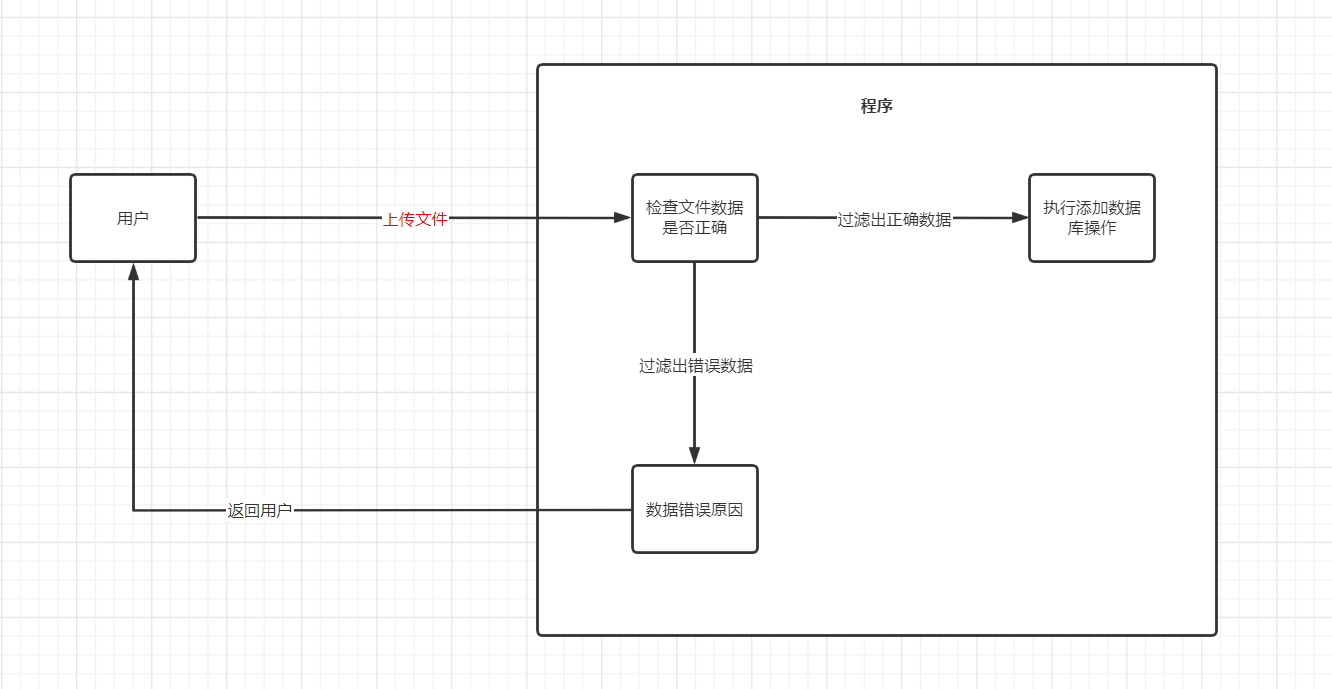 程序
用户
上传文件
检查文件数据
是否正确
过滤出正确数据
执行添加数据
库操作
过滤出错误数据
返回用户
数据错误原因